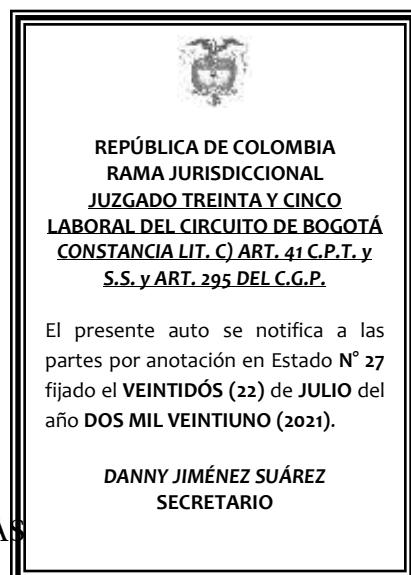 REPÚBLICA DE COLOMBIA
RAMA JURISDICCIONAL
JUZGADO TREINTA Y CINCO
LABORAL DEL CIRCUITO DE BOGOTÁ
CONSTANCIA LIT. C) ART. 41 C.P.T. y
S.S. y ART. 295 DEL C.G.P.
El presente auto se notifica a las
partes por anotación en Estado N° 27
fijado el VEINTIDÓS (22) de JULIO del
año DOS MIL VEINTIUNO (2021).
DANNY JIMÉNEZ SUÁREZ
SECRETARIO